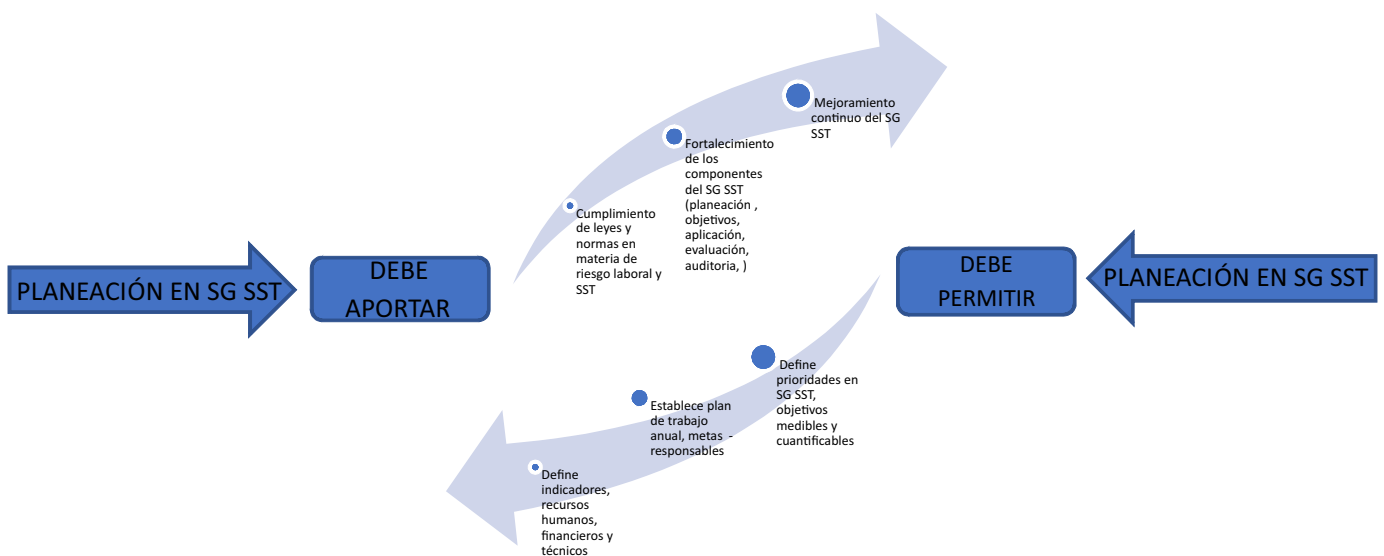 PLANEACIÓN EN SG SST
DEBE
APORTAR
Cumplimiento
de leyes y
normas en
materia de
riesgo laboral y
SST
Fortalecimiento
de los
componentes
del SG SST
(planeación ,
objetivos,
aplicación,
evaluación,
auditoria, )
Mejoramiento
continuo del SG
SST
PLANEACIÓN EN SG SST
DEBE
PERMITIR
Define
prioridades en
SG SST,
objetivos
medibles y
cuantificables
Establece plan
de trabajo
anual, metas -
responsables
Define
indicadores,
recursos
humanos,
financieros y
técnicos